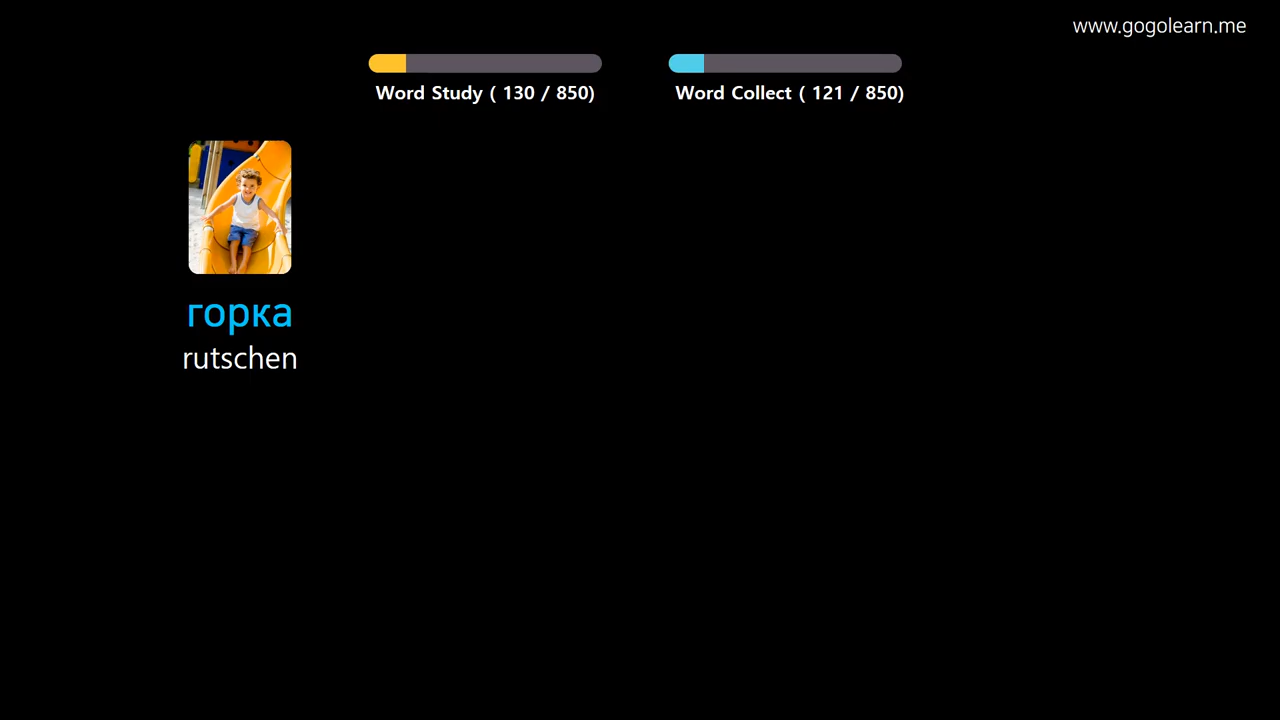 www.gogolearn.me
Word Study ( 130 / 850)
Word Collect ( 121 / 850)
горка
rutschen